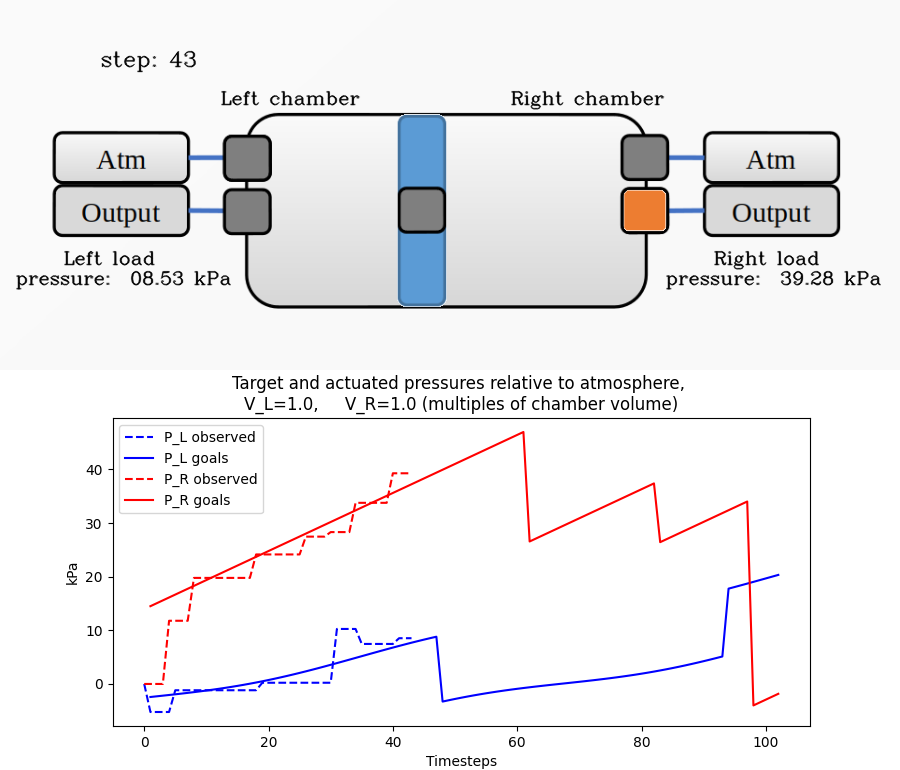 step: 43
Left chamber
Right chamber
Atm
Atm
Output
Output
Left load
pressure: 08.53 kPa
Right load
pressure: 39.28 kPa
Target and actuated pressures relative to atmosphere,
V_L=1.0, V_R=1.0 (multiples of chamber volume)
P_L observed
P_L goals
P_R observed
P_R goals
kPa
40
30
20
10
0
0 20 40 60 80 100
Timesteps